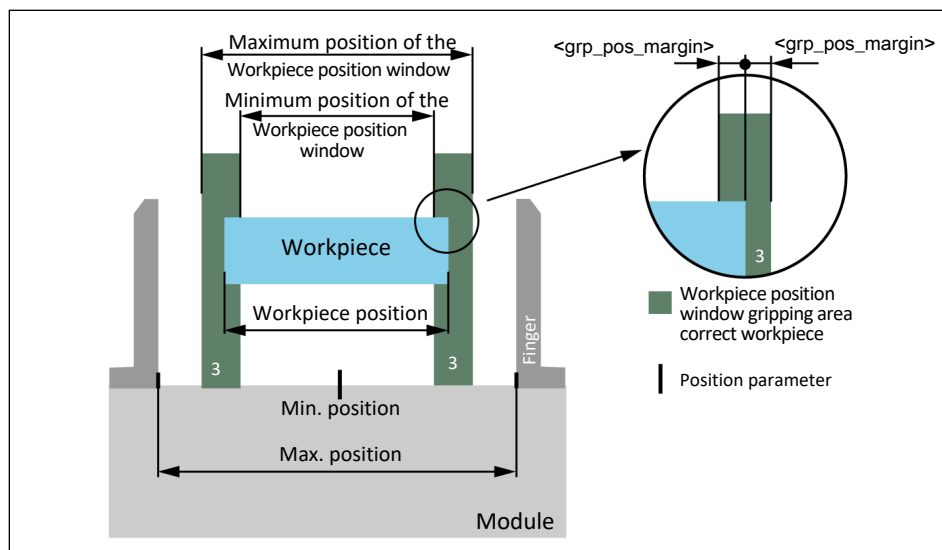 Maximum position of the
Workpiece position window
Minimum position of the
Workpiece position
window
<grp_pos_margin>
<grp_pos_margin>
Workpiece
3
Workpiece position
window gripping area
correct workpiece
Workpiece position
Finger
3
3
Position parameter
Min. position
Max. position
Module